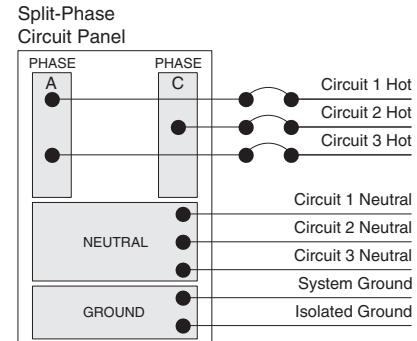 Split-Phase
Circuit Panel
PHASE PHASE
A C
Circuit 1 Hot
Circuit 2 Hot
Circuit 3 Hot
Circuit 1 Neutral
NEUTRAL
Circuit 2 Neutral
Circuit 3 Neutral
System Ground
GROUND
Isolated Ground